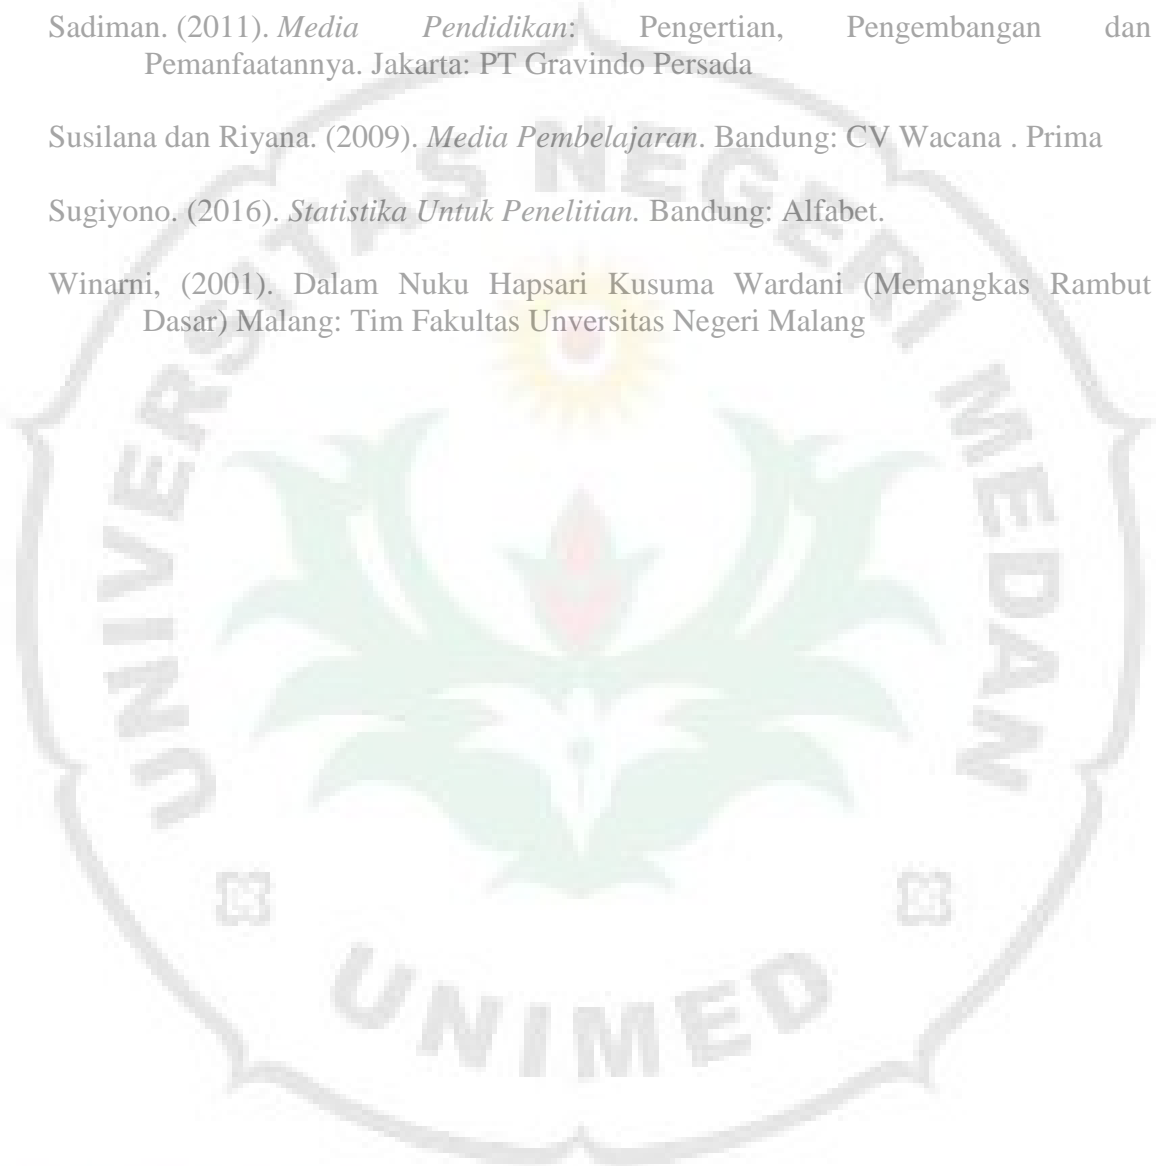 Sadiman. (2011). Media Pendidikan: Pengertian, Pengembangan dan
Pemanfaatannya. Jakarta: PT Gravindo Persada
Susilana dan Riyana. (2009). Media Pembelajaran. Bandung: CV Wacana . Prima
Sugiyono. (2016). Statistika Untuk Penelitian. Bandung: Alfabet.
Winarni, (2001). Dalam Nuku Hapsari Kusuma Wardani (Memangkas Rambut
Dasar) Malang: Tim Fakultas Unversitas Negeri Malang
UNIVERSITAS NEGERI MEDAN
UNIMED